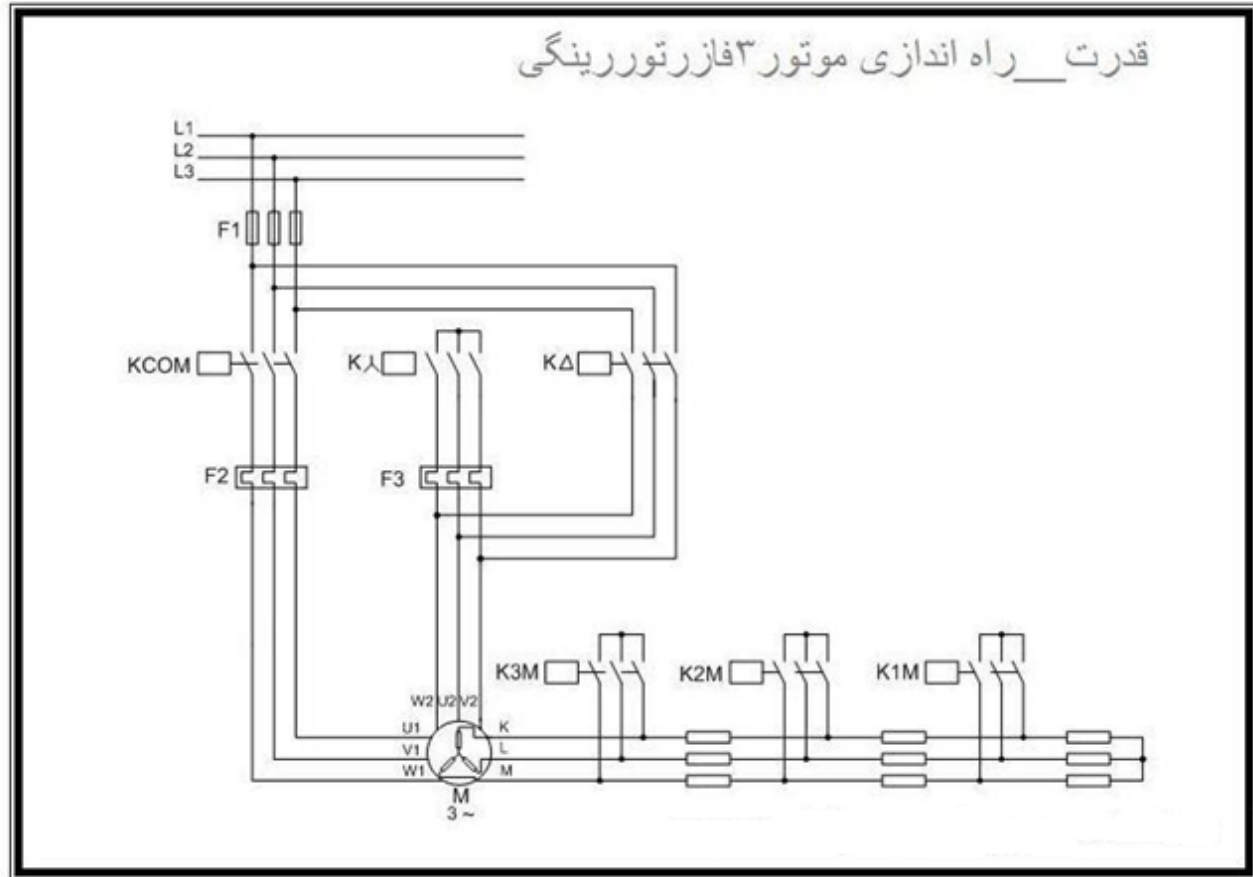 قدرت__راه اندازی موتور۳فازرتوررینگی
L1
L2
L3
F1
KCOM
K⅄
KΔ
F2
F3
K3M
K2M
K1M
W2 U2 V2
U1
K
V1
L
W1
M
M
3 ~